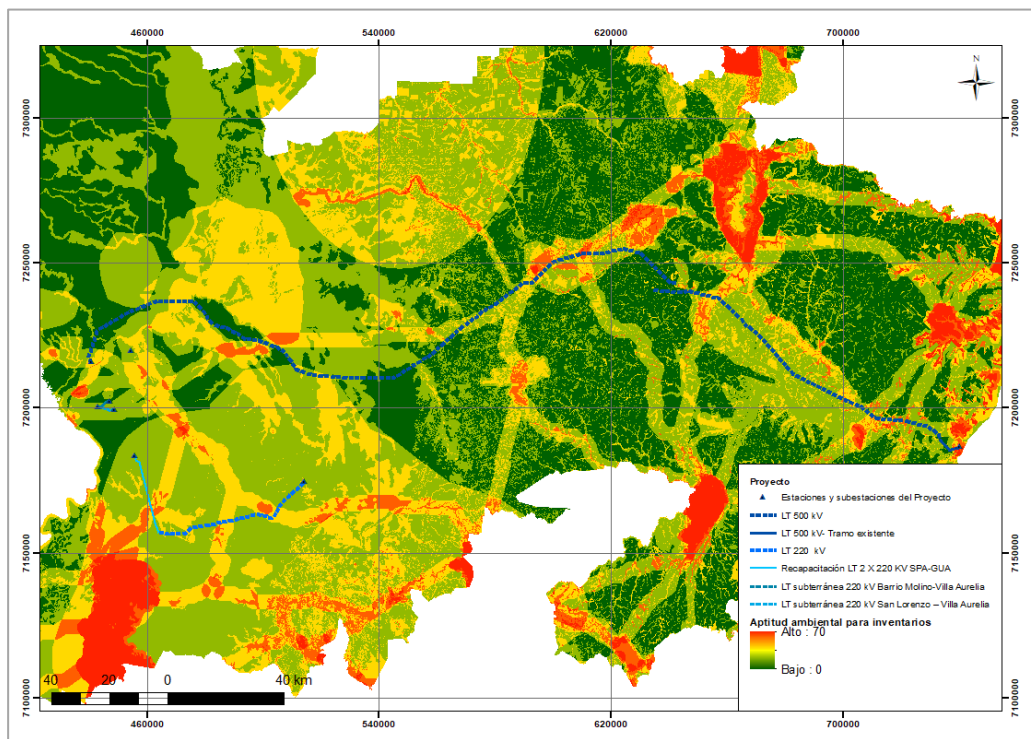 460000 540000 620000 700000
N
7300000 7300000
7250000 7250000
7200000 7200000
7150000 7150000
7100000 7100000
Proyecto
Estaciones y subestaciones del Proyecto
LT 500 kV
LT 500 kV- Tramo existente
LT 220 kV
Recapacitación LT 2 X 220 KV SPA-GUA
LT subterránea 220 kV Barrio Molino-Villa Aurelia
LT subterránea 220 kV San Lorenzo – Villa Aurelia
Aptitud ambiental para inventarios
Alto : 70
Bajo : 0
40 20 0 40 km
460000 540000 620000 700000